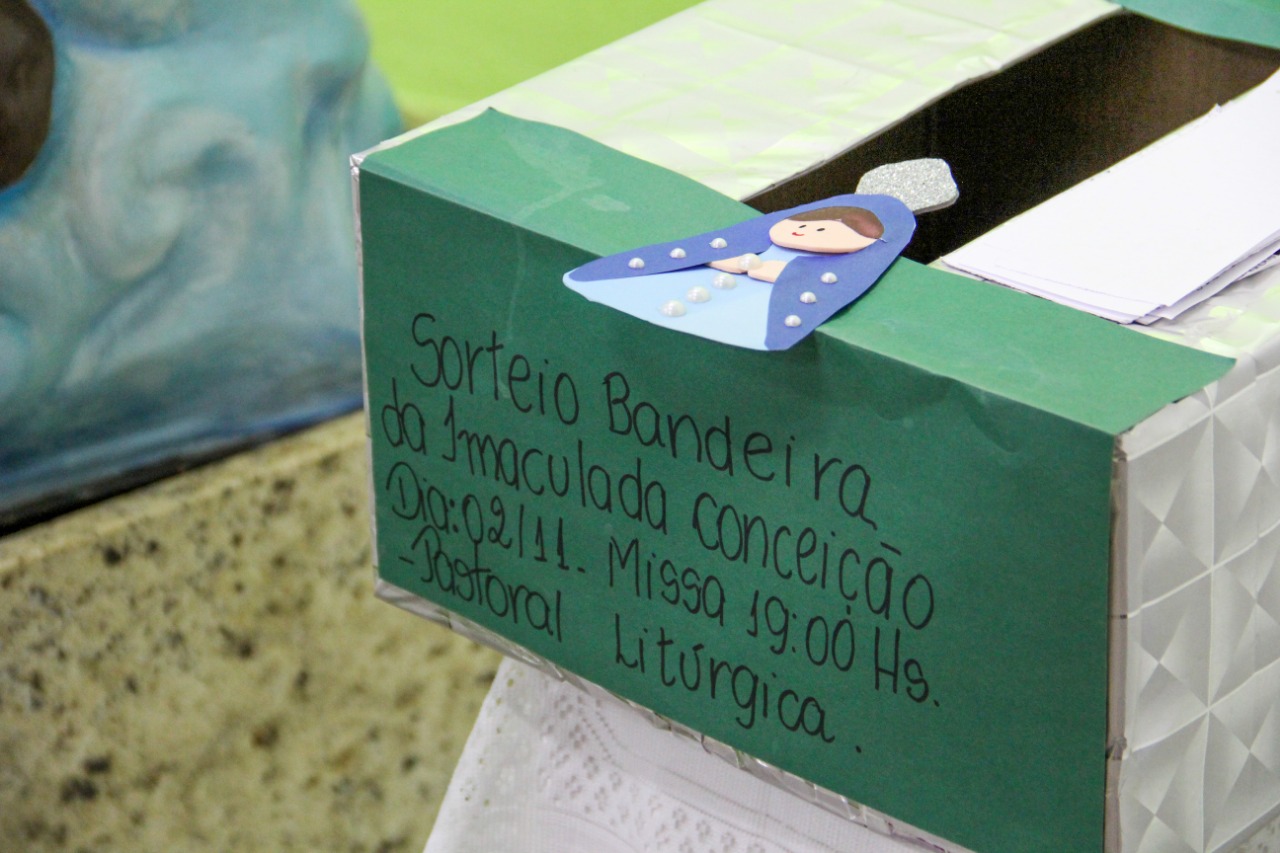 Sorteio Bandeira
da Imaculada conceição
Dia:02/11. Missa 19:00 Hs.
-Pastoral Litúrgica.